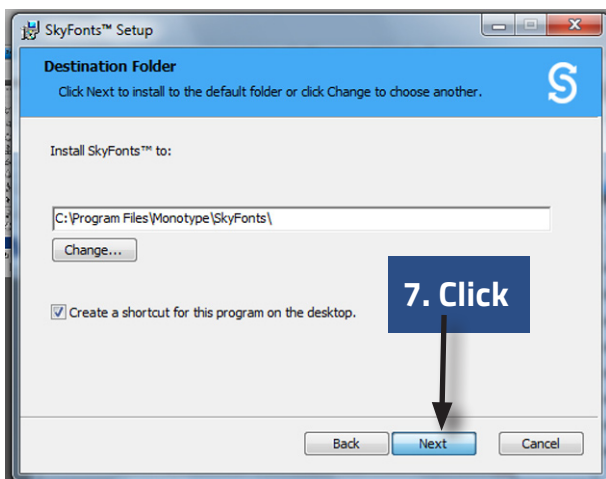 SkyFonts™ Setup
Destination Folder
Click Next to install to the default folder or click Change to choose another.
Install SkyFonts™ to:
C:\Program Files\Monotype\SkyFonts\
Change...
7. Click
Create a shortcut for this program on the desktop.
Back Next Cancel